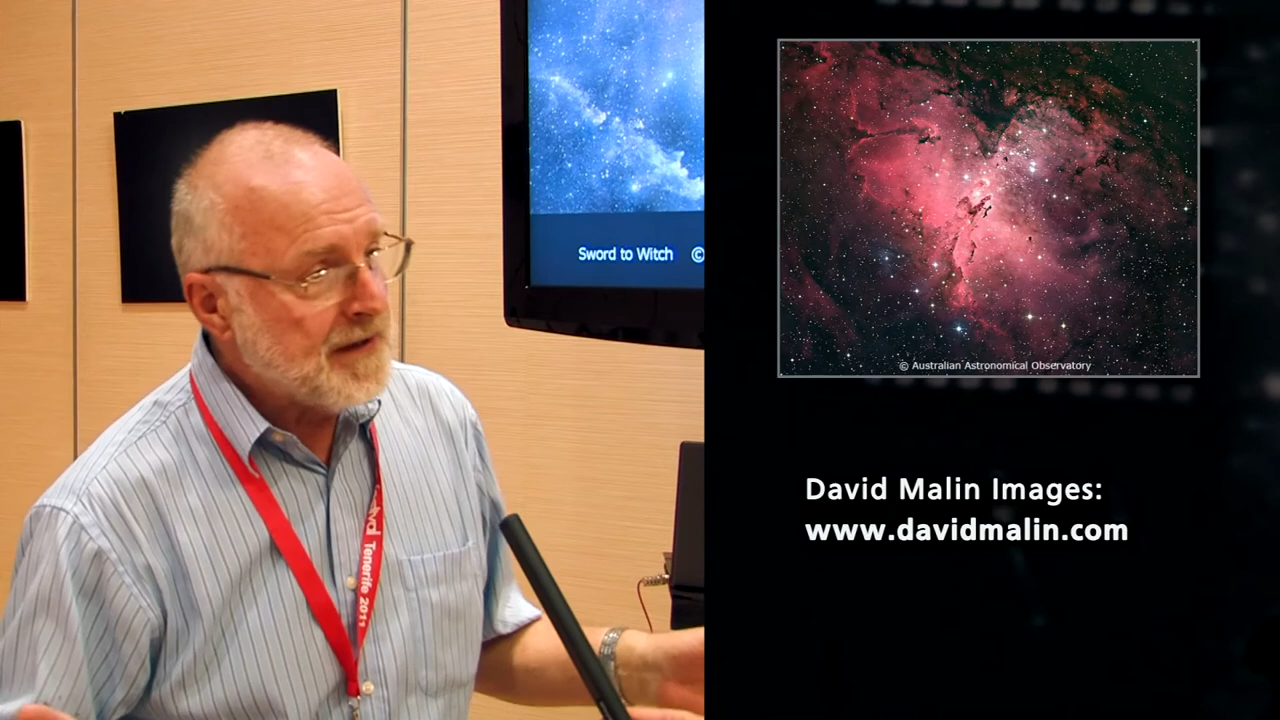 Sword to Witch ©
© Australian Astronomical Observatory
David Malin Images:
www.davidmalin.com
Tenerife 2011